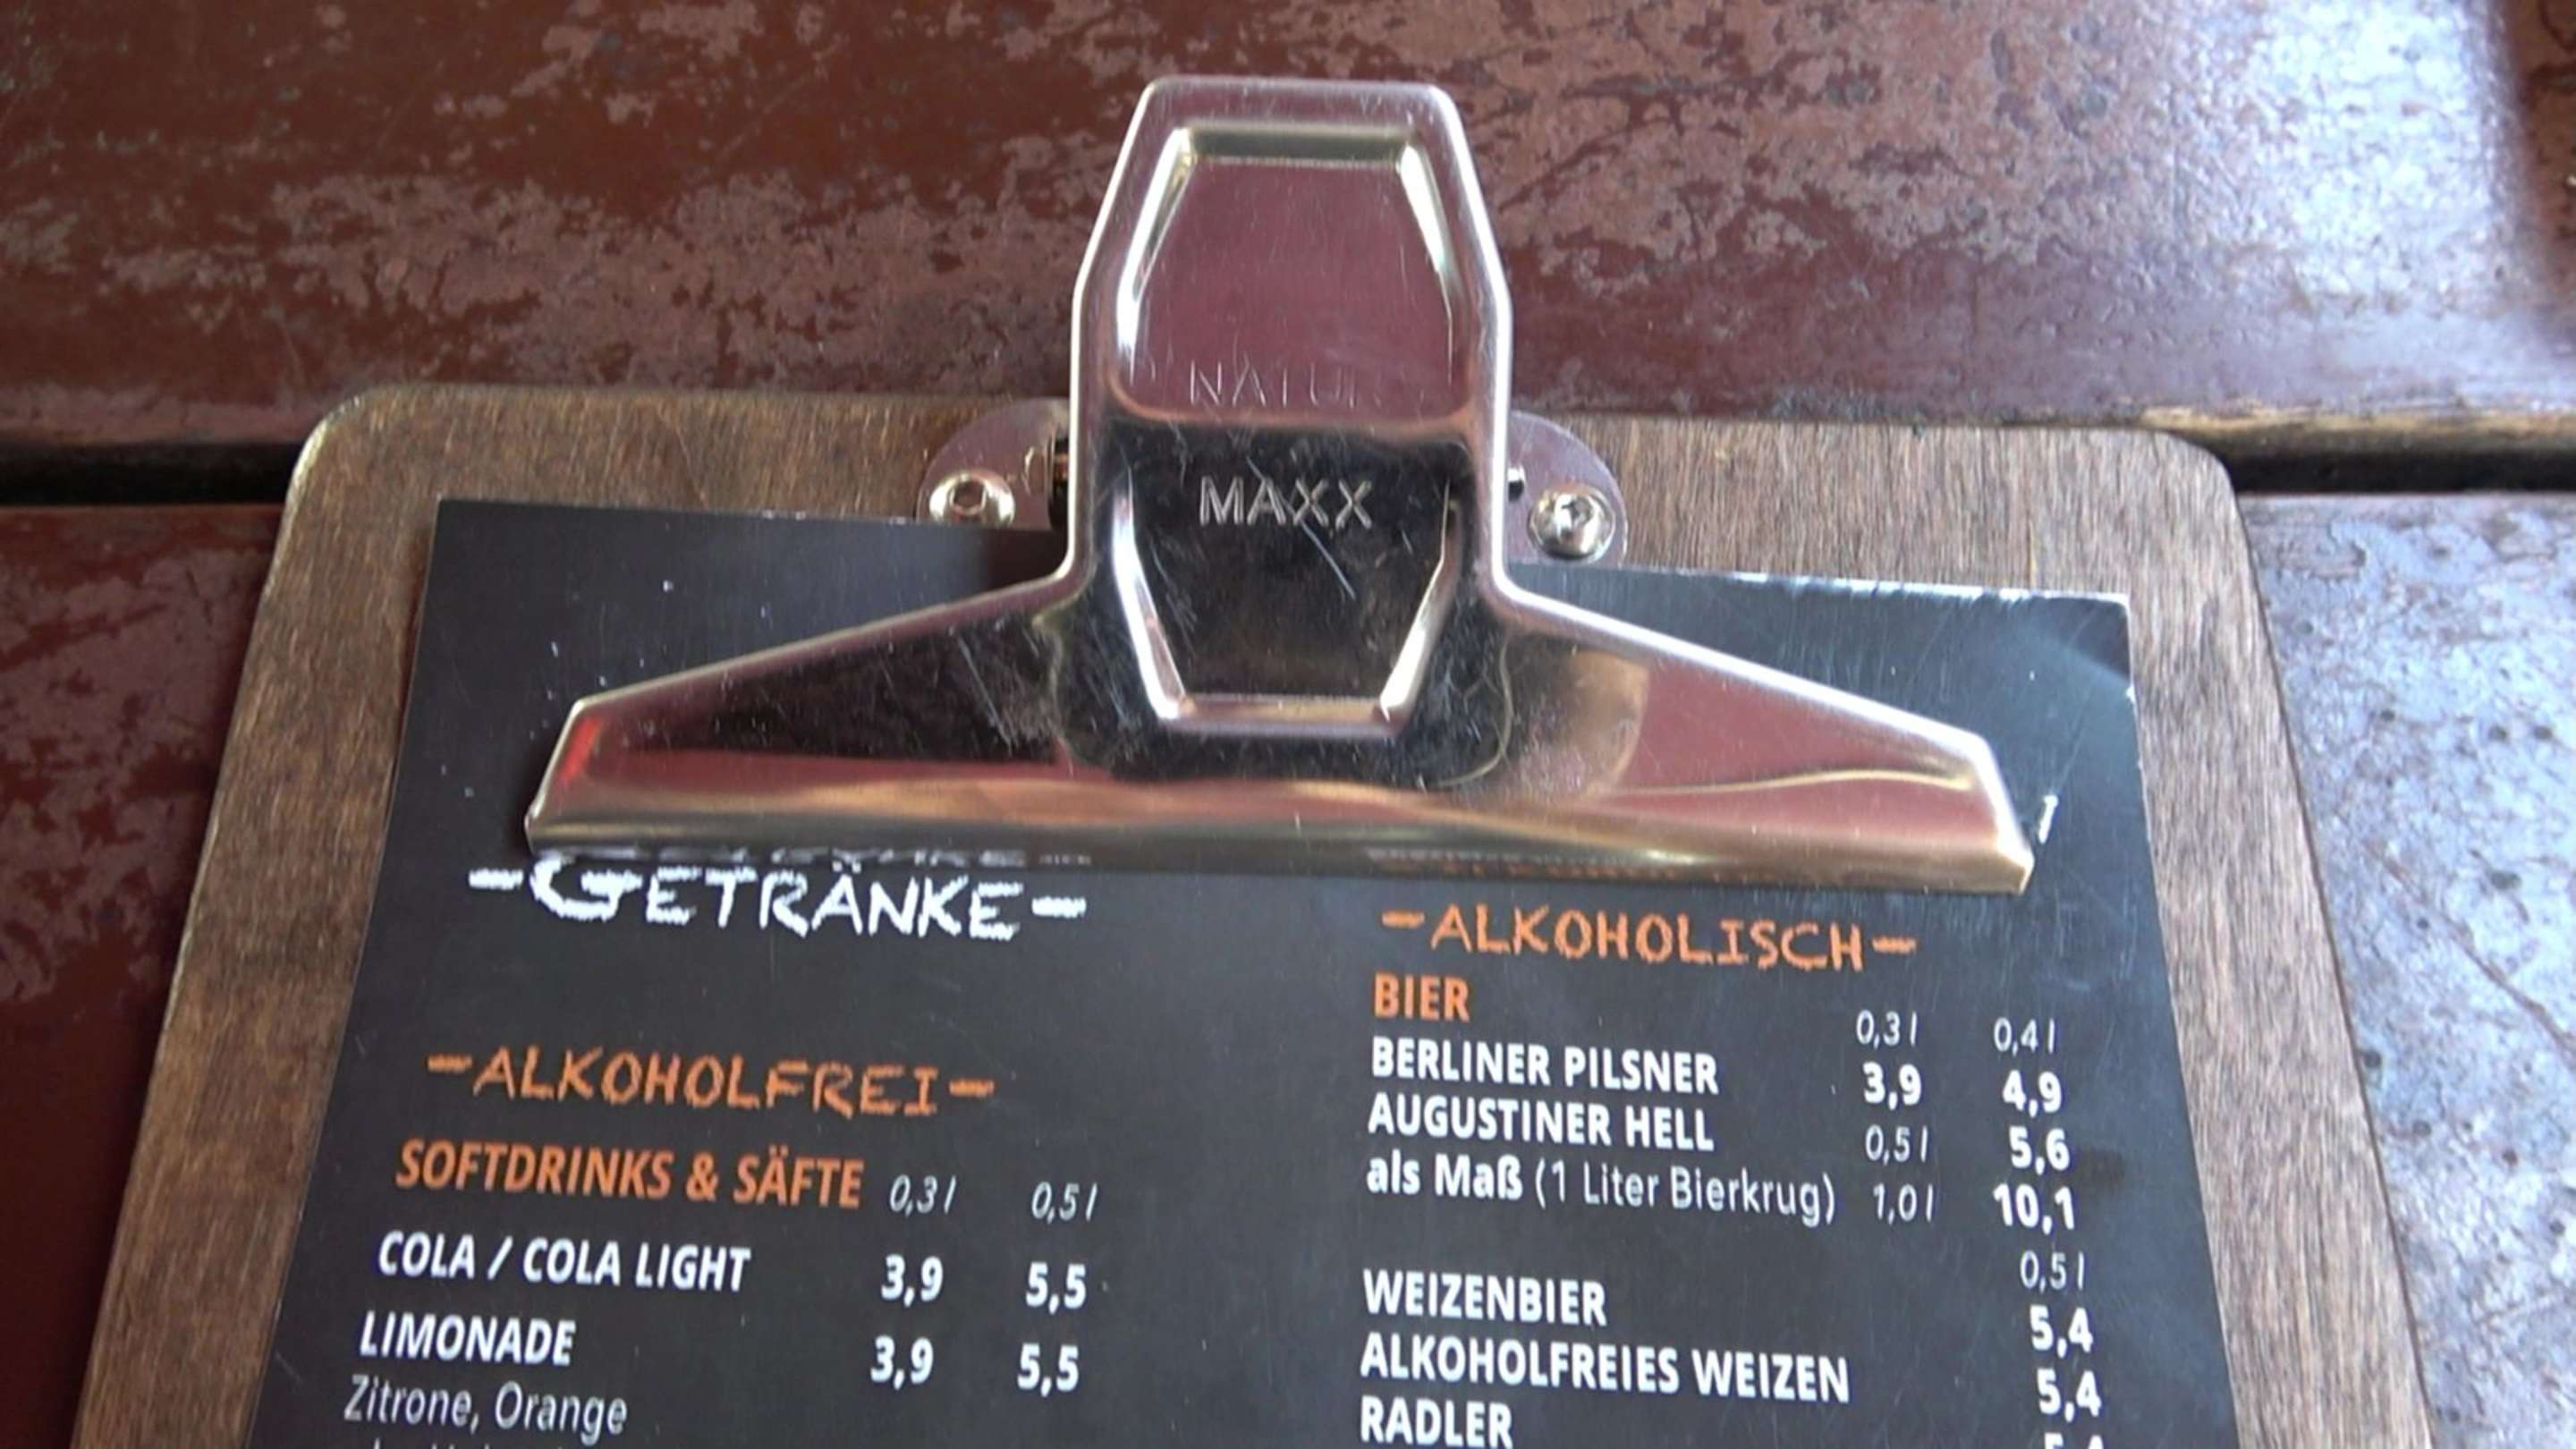 NATUR
MAXX
-GETRÄNKE-
-ALKOHOLFREI-
SOFTDRINKS & SÄFTE 0,3 l 0,5 l
COLA / COLA LIGHT 3,9 5,5
LIMONADE 3,9 5,5
Zitrone, Orange
-ALKOHOLISCH-
BIER
0,3 l 0,4 l
BERLINER PILSNER 3,9 4,9
AUGUSTINER HELL 0,5 l 5,6
als Maß (1 Liter Bierkrug) 1,0 l 10,1
0,5 l
WEIZENBIER 5,4
ALKOHOLFREIES WEIZEN 5,4
RADLER